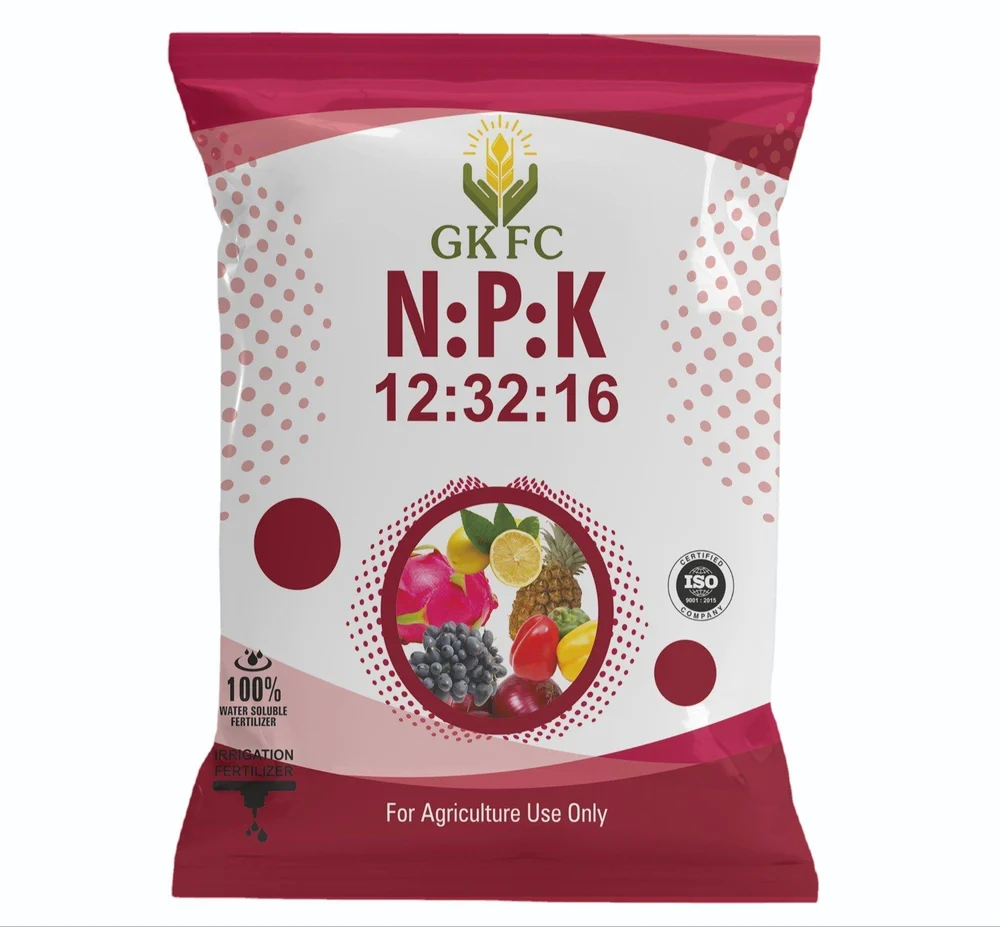 GKFC
N:P:K
12:32:16
CERTIFIED
ISO
9001 : 2015
COMPANY
100%
WATER SOLUBLE
FERTILIZER
IRRIGATION
FERTILIZER
For Agriculture Use Only